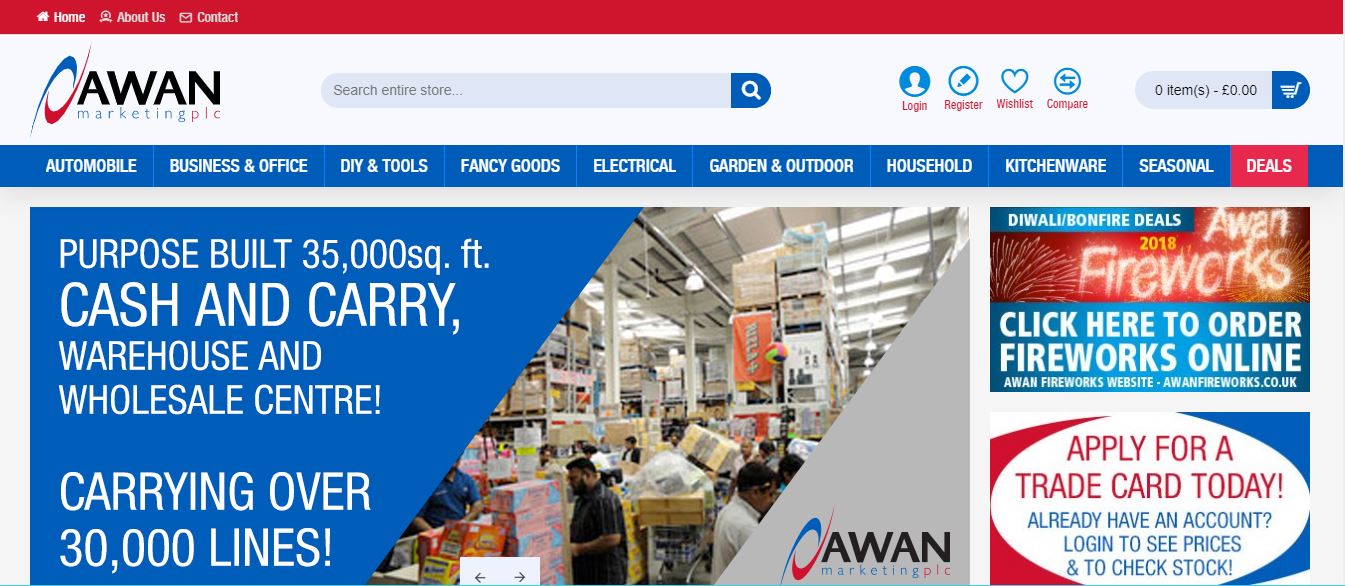 Home About Us Contact
AWAN
marketingplc
Search entire store...
Login Register Wishlist Compare
0 item(s) - £0.00
AUTOMOBILE BUSINESS & OFFICE DIY & TOOLS FANCY GOODS ELECTRICAL GARDEN & OUTDOOR HOUSEHOLD KITCHENWARE SEASONAL DEALS
PURPOSE BUILT 35,000sq. ft.
CASH AND CARRY,
WAREHOUSE AND
WHOLESALE CENTRE!
CARRYING OVER
30,000 LINES!
AWAN
marketingplc
DIWALI/BONFIRE DEALS
2018
Awan
Fireworks
CLICK HERE TO ORDER
FIREWORKS ONLINE
AWAN FIREWORKS WEBSITE - AWANFIREWORKS.CO.UK
APPLY FOR A
TRADE CARD TODAY!
ALREADY HAVE AN ACCOUNT?
LOGIN TO SEE PRICES
& TO CHECK STOCK!